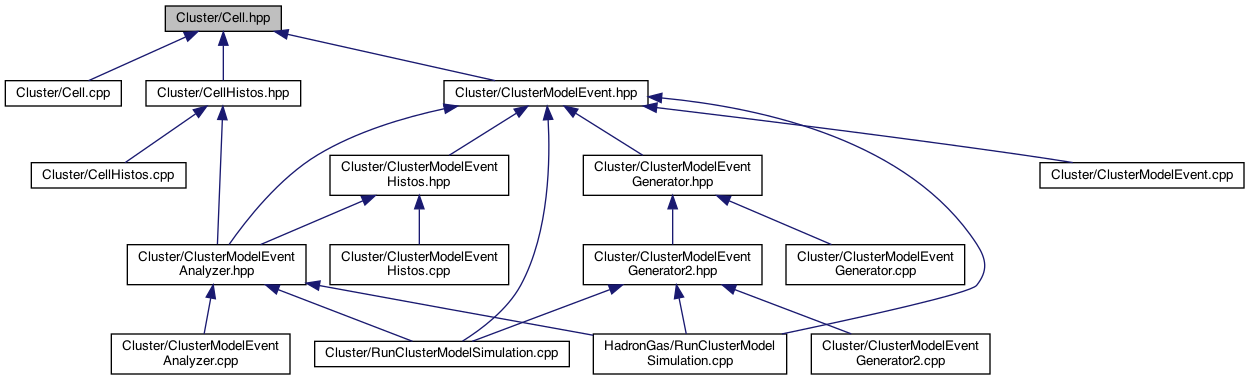 Cluster/Cell.hpp
Cluster/Cell.cpp
Cluster/CellHistos.hpp
Cluster/ClusterModelEvent.hpp
Cluster/CellHistos.cpp
Cluster/ClusterModelEvent
Histos.hpp
Cluster/ClusterModelEvent
Generator.hpp
Cluster/ClusterModelEvent.cpp
Cluster/ClusterModelEvent
Analyzer.hpp
Cluster/ClusterModelEvent
Histos.cpp
Cluster/ClusterModelEvent
Generator2.hpp
Cluster/ClusterModelEvent
Generator.cpp
Cluster/ClusterModelEvent
Analyzer.cpp
Cluster/RunClusterModelSimulation.cpp
HadronGas/RunClusterModel
Simulation.cpp
Cluster/ClusterModelEvent
Generator2.cpp